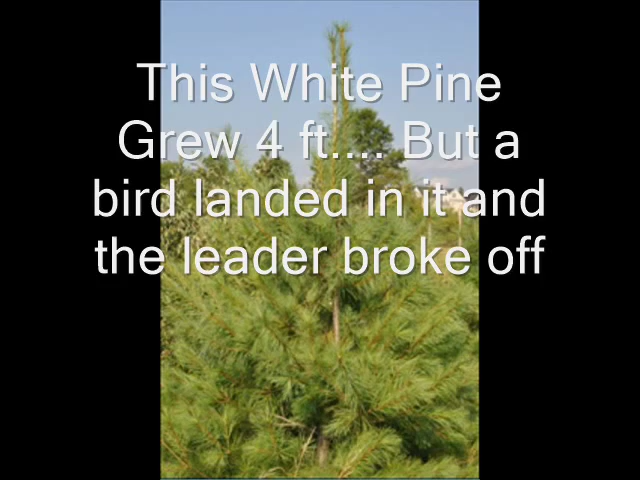 This White Pine
Grew 4 ft.... But a
bird landed in it and
the leader broke off